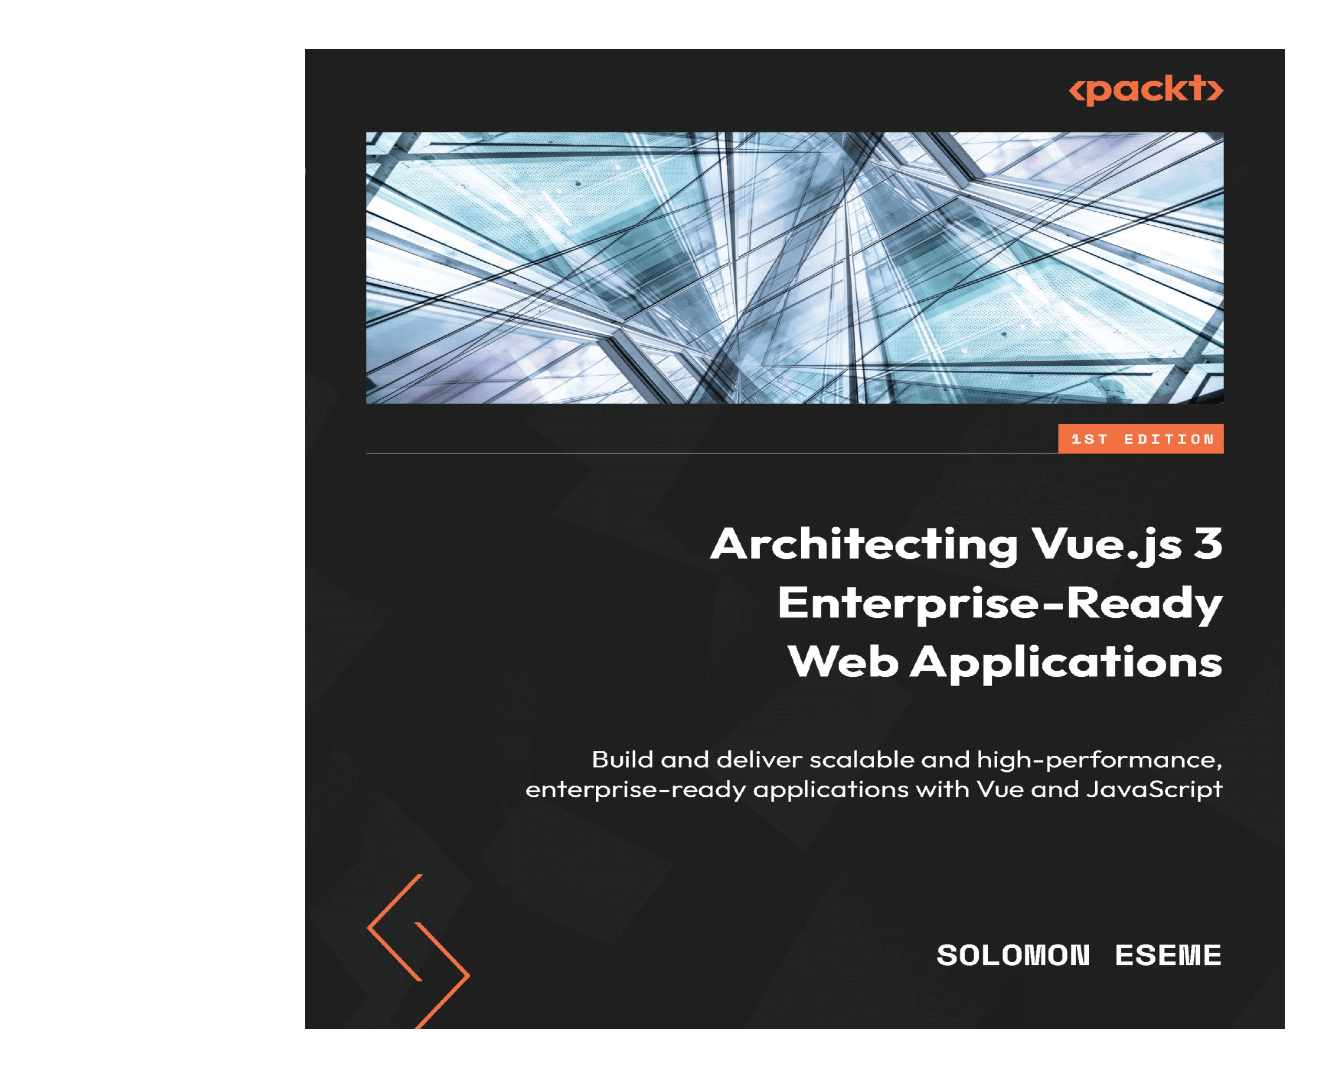 <packt>
1ST EDITION
Architecting Vue.js 3
Enterprise-Ready
Web Applications
Build and deliver scalable and high-performance,
enterprise-ready applications with Vue and JavaScript
SOLOMON ESEME